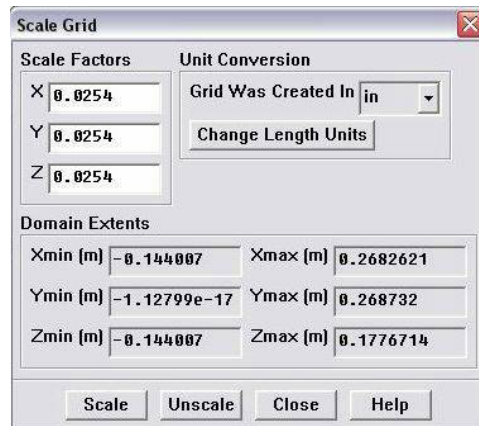 Scale Grid
Scale Factors
Unit Conversion
X 0.0254
Grid Was Created In in
Y 0.0254
Change Length Units
Z 0.0254
Domain Extents
Xmin (m) -0.144007 Xmax (m) 0.2682621
Ymin (m) -1.12799e-17 Ymax (m) 0.268732
Zmin (m) -0.144007 Zmax (m) 0.1776714
Scale Unscale Close Help